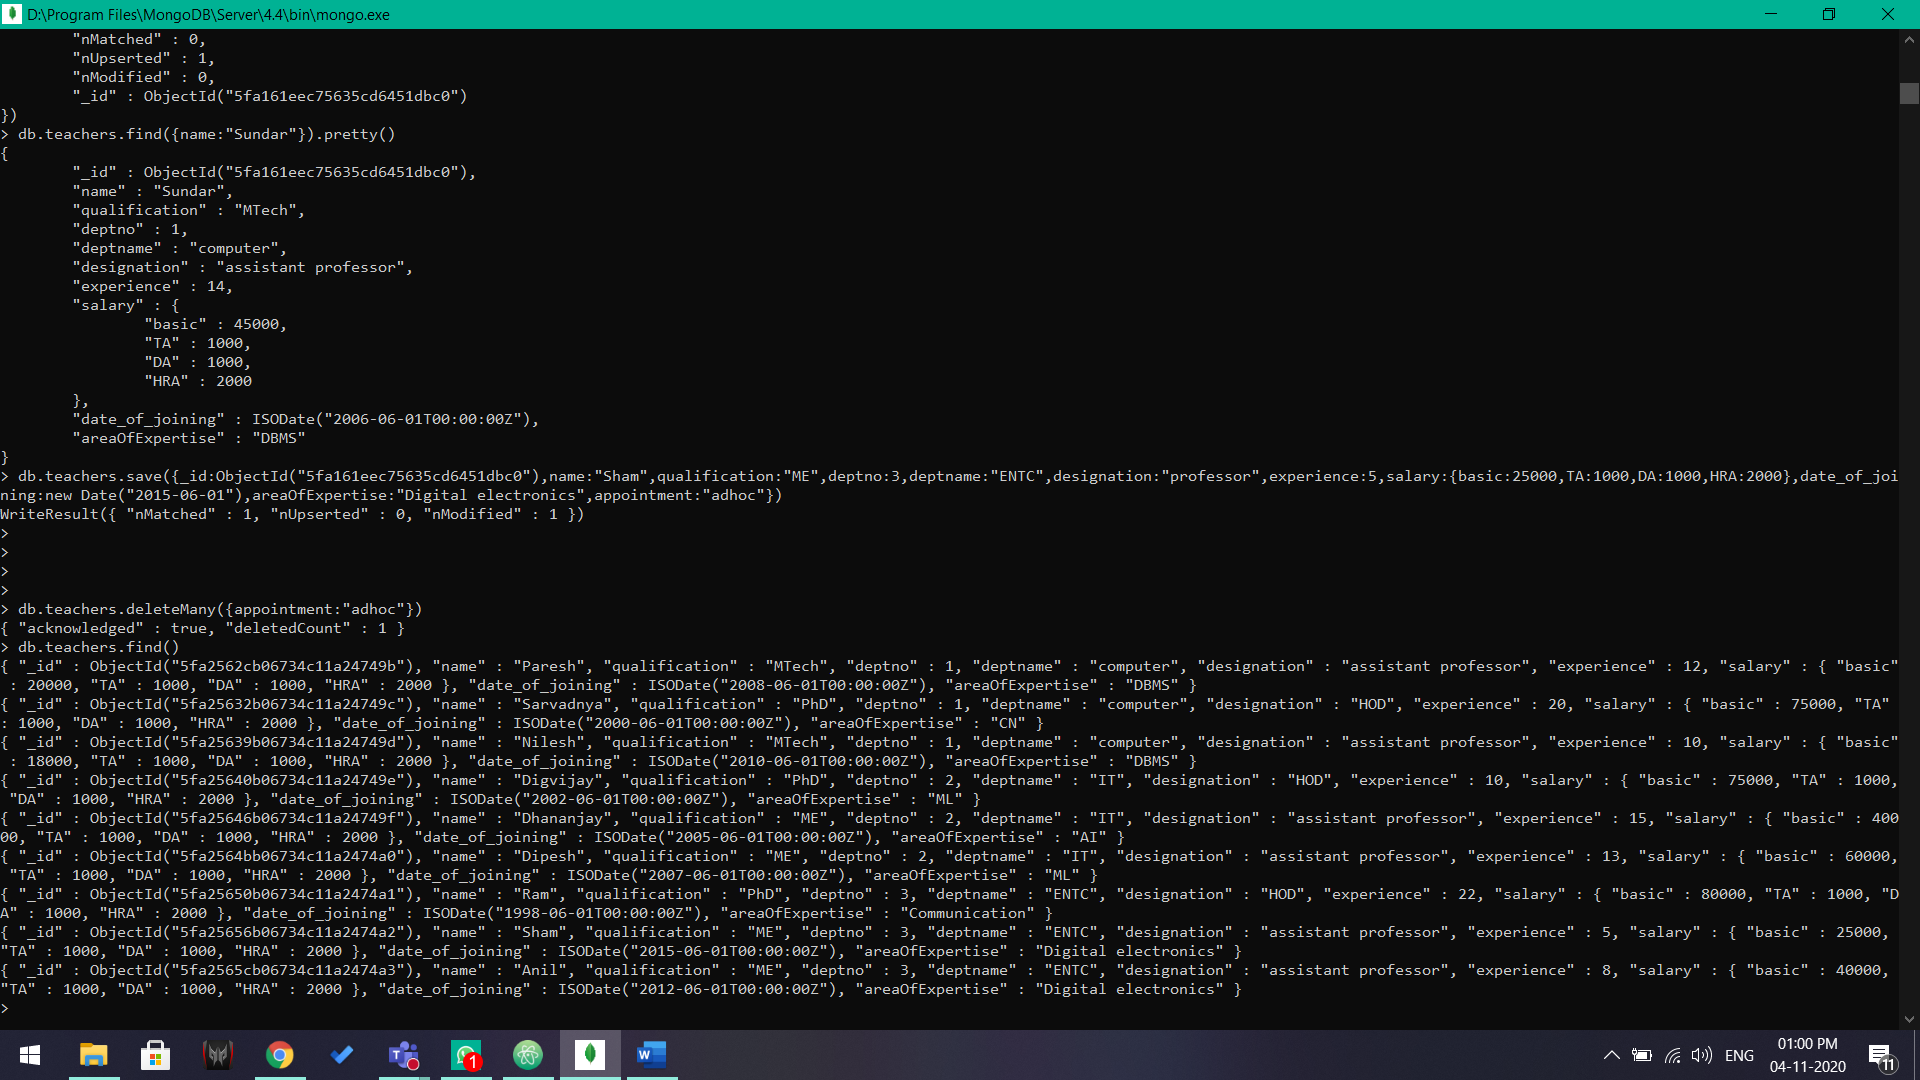 D:\Program Files\MongoDB\Server\4.4\bin\mongo.exe
"nMatched" : 0,
"nUpserted" : 1,
"nModified" : 0,
"_id" : ObjectId("5fa161eec75635cd6451dbc0")
})
> db.teachers.find({name:"Sundar"}).pretty()
{
"_id" : ObjectId("5fa161eec75635cd6451dbc0"),
"name" : "Sundar",
"qualification" : "MTech",
"deptno" : 1,
"deptname" : "computer",
"designation" : "assistant professor",
"experience" : 14,
"salary" : {
"basic" : 45000,
"TA" : 1000,
"DA" : 1000,
"HRA" : 2000
},
"date_of_joining" : ISODate("2006-06-01T00:00:00Z"),
"areaOfExpertise" : "DBMS"
}
> db.teachers.save({_id:ObjectId("5fa161eec75635cd6451dbc0"),name:"Sham",qualification:"ME",deptno:3,deptname:"ENTC",designation:"professor",experience:5,salary:{basic:25000,TA:1000,DA:1000,HRA:2000},date_of_joi
ning:new Date("2015-06-01"),areaOfExpertise:"Digital electronics",appointment:"adhoc"})
WriteResult({ "nMatched" : 1, "nUpserted" : 0, "nModified" : 1 })
>
>
>
>
> db.teachers.deleteMany({appointment:"adhoc"})
{ "acknowledged" : true, "deletedCount" : 1 }
> db.teachers.find()
{ "_id" : ObjectId("5fa2562cb06734c11a24749b"), "name" : "Paresh", "qualification" : "MTech", "deptno" : 1, "deptname" : "computer", "designation" : "assistant professor", "experience" : 12, "salary" : { "basic"
: 20000, "TA" : 1000, "DA" : 1000, "HRA" : 2000 }, "date_of_joining" : ISODate("2008-06-01T00:00:00Z"), "areaOfExpertise" : "DBMS" }
{ "_id" : ObjectId("5fa25632b06734c11a24749c"), "name" : "Sarvadnya", "qualification" : "PhD", "deptno" : 1, "deptname" : "computer", "designation" : "HOD", "experience" : 20, "salary" : { "basic" : 75000, "TA"
: 1000, "DA" : 1000, "HRA" : 2000 }, "date_of_joining" : ISODate("2000-06-01T00:00:00Z"), "areaOfExpertise" : "CN" }
{ "_id" : ObjectId("5fa25639b06734c11a24749d"), "name" : "Nilesh", "qualification" : "MTech", "deptno" : 1, "deptname" : "computer", "designation" : "assistant professor", "experience" : 10, "salary" : { "basic"
: 18000, "TA" : 1000, "DA" : 1000, "HRA" : 2000 }, "date_of_joining" : ISODate("2010-06-01T00:00:00Z"), "areaOfExpertise" : "DBMS" }
{ "_id" : ObjectId("5fa25640b06734c11a24749e"), "name" : "Digvijay", "qualification" : "PhD", "deptno" : 2, "deptname" : "IT", "designation" : "HOD", "experience" : 10, "salary" : { "basic" : 75000, "TA" : 1000,
"DA" : 1000, "HRA" : 2000 }, "date_of_joining" : ISODate("2002-06-01T00:00:00Z"), "areaOfExpertise" : "ML" }
{ "_id" : ObjectId("5fa25646b06734c11a24749f"), "name" : "Dhananjay", "qualification" : "ME", "deptno" : 2, "deptname" : "IT", "designation" : "assistant professor", "experience" : 15, "salary" : { "basic" : 400
00, "TA" : 1000, "DA" : 1000, "HRA" : 2000 }, "date_of_joining" : ISODate("2005-06-01T00:00:00Z"), "areaOfExpertise" : "AI" }
{ "_id" : ObjectId("5fa2564bb06734c11a2474a0"), "name" : "Dipesh", "qualification" : "ME", "deptno" : 2, "deptname" : "IT", "designation" : "assistant professor", "experience" : 13, "salary" : { "basic" : 60000,
"TA" : 1000, "DA" : 1000, "HRA" : 2000 }, "date_of_joining" : ISODate("2007-06-01T00:00:00Z"), "areaOfExpertise" : "ML" }
{ "_id" : ObjectId("5fa25650b06734c11a2474a1"), "name" : "Ram", "qualification" : "PhD", "deptno" : 3, "deptname" : "ENTC", "designation" : "HOD", "experience" : 22, "salary" : { "basic" : 80000, "TA" : 1000, "D
A" : 1000, "HRA" : 2000 }, "date_of_joining" : ISODate("1998-06-01T00:00:00Z"), "areaOfExpertise" : "Communication" }
{ "_id" : ObjectId("5fa25656b06734c11a2474a2"), "name" : "Sham", "qualification" : "ME", "deptno" : 3, "deptname" : "ENTC", "designation" : "assistant professor", "experience" : 5, "salary" : { "basic" : 25000,
"TA" : 1000, "DA" : 1000, "HRA" : 2000 }, "date_of_joining" : ISODate("2015-06-01T00:00:00Z"), "areaOfExpertise" : "Digital electronics" }
{ "_id" : ObjectId("5fa2565cb06734c11a2474a3"), "name" : "Anil", "qualification" : "ME", "deptno" : 3, "deptname" : "ENTC", "designation" : "assistant professor", "experience" : 8, "salary" : { "basic" : 40000,
"TA" : 1000, "DA" : 1000, "HRA" : 2000 }, "date_of_joining" : ISODate("2012-06-01T00:00:00Z"), "areaOfExpertise" : "Digital electronics" }
>
1
W
ENG
01:00 PM
04-11-2020
11